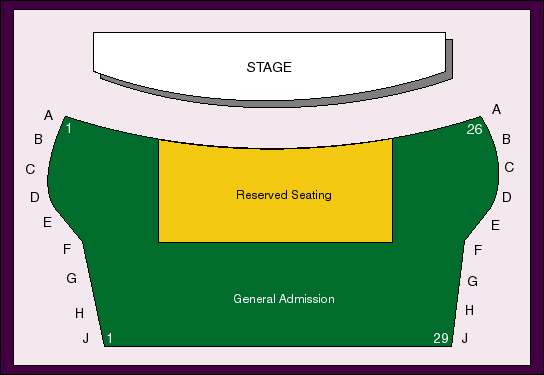 STAGE
A A
1 26
B B
C C
D Reserved Seating D
E E
F F
G G
General Admission
H H
J 1 29 J